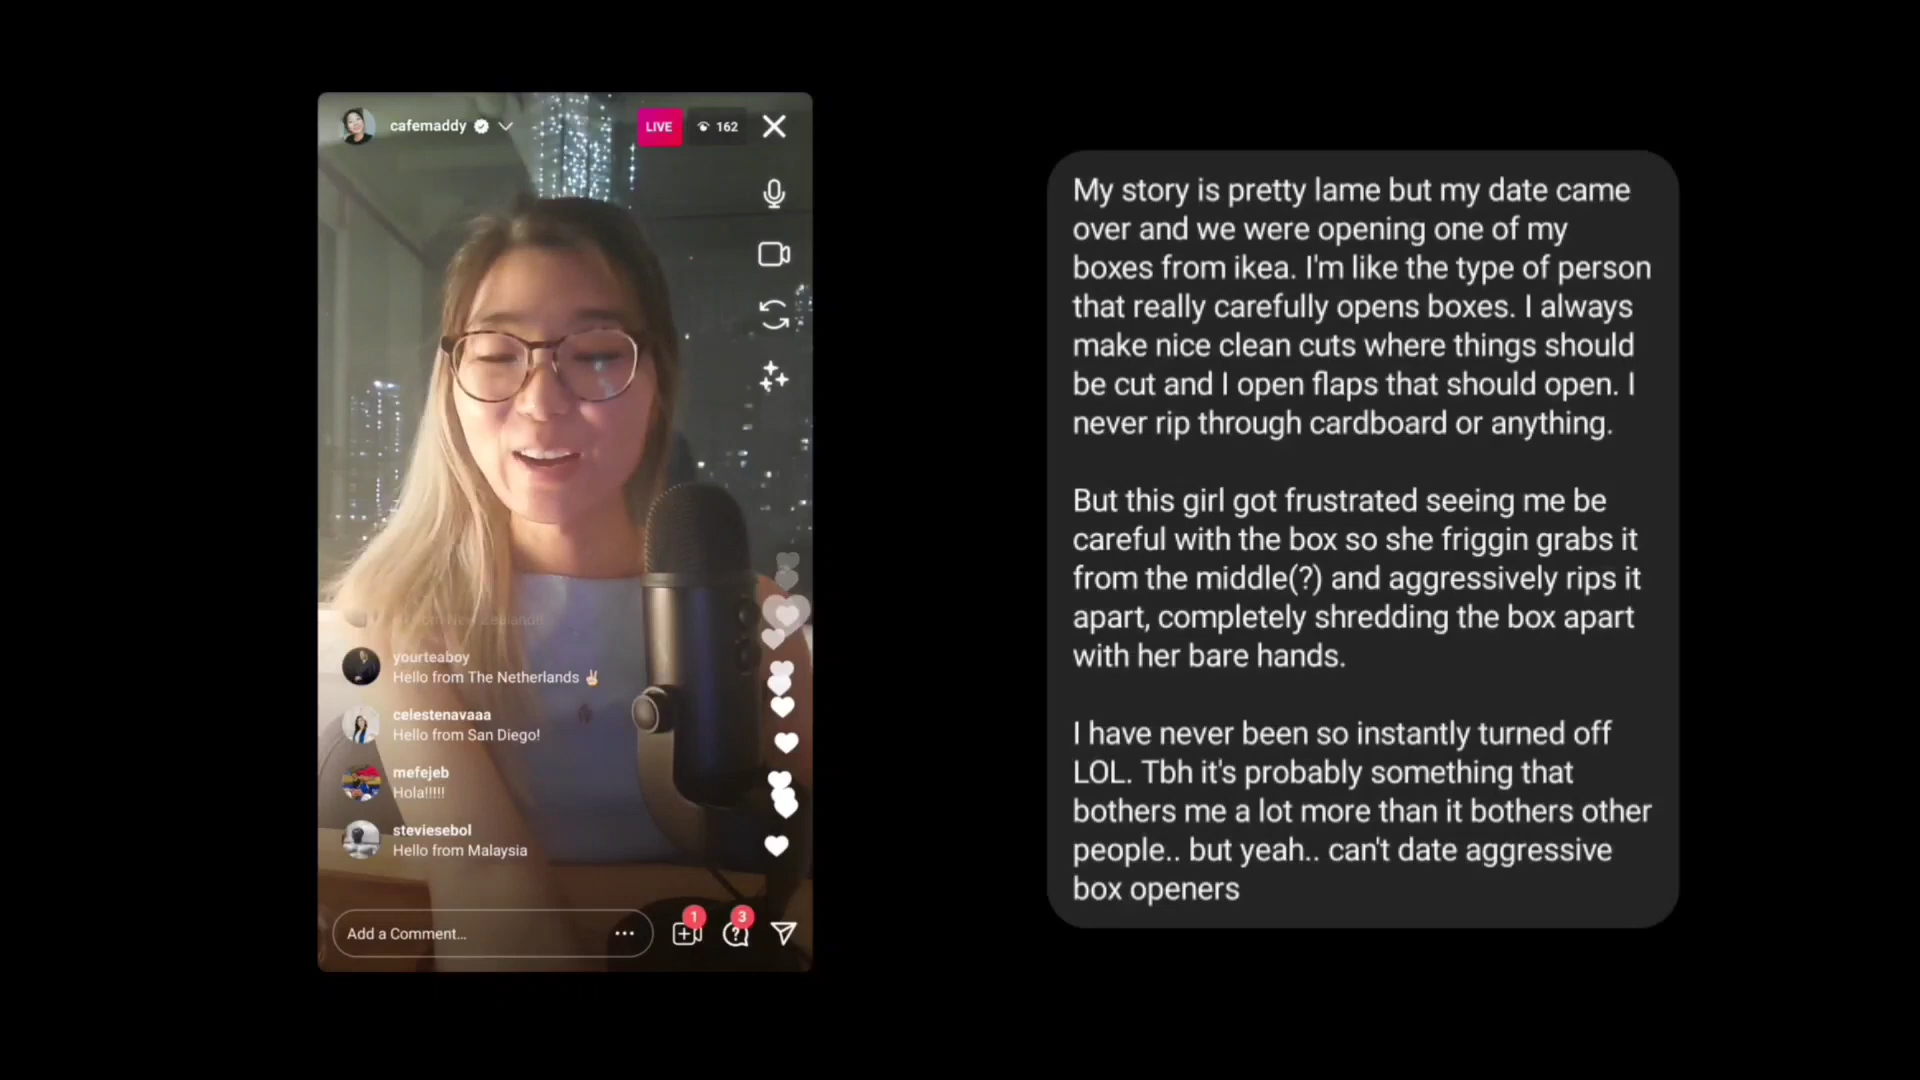 cafemaddy
LIVE
162
yourteaboy
Hello from The Netherlands ✌🏻
celestenavaaa
Hello from San Diego!
mefejeb
Hola!!!!!
steviesebol
Hello from Malaysia
Add a Comment...
1
3
My story is pretty lame but my date came
over and we were opening one of my
boxes from ikea. I'm like the type of person
that really carefully opens boxes. I always
make nice clean cuts where things should
be cut and I open flaps that should open. I
never rip through cardboard or anything.
But this girl got frustrated seeing me be
careful with the box so she friggin grabs it
from the middle(?) and aggressively rips it
apart, completely shredding the box apart
with her bare hands.
I have never been so instantly turned off
LOL. Tbh it's probably something that
bothers me a lot more than it bothers other
people.. but yeah.. can't date aggressive
box openers